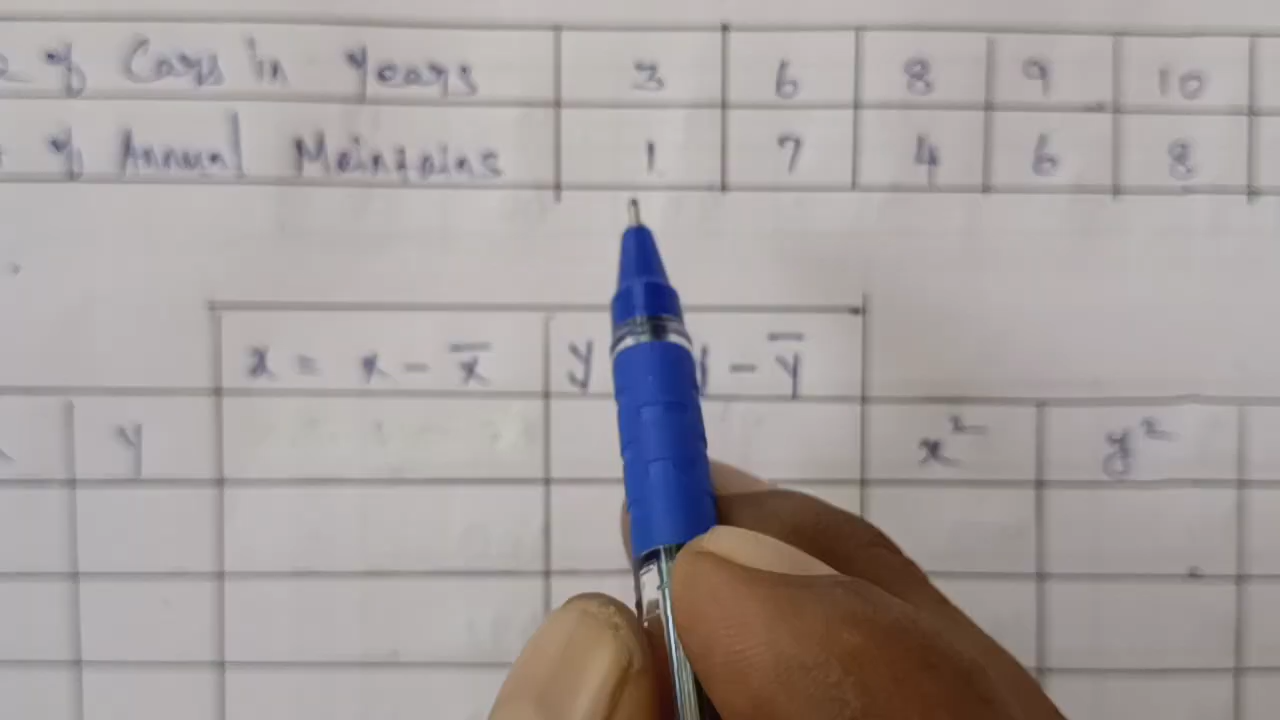 of Cars in years 3 6 8 9 10
of Annual Maintains 1 7 4 6 8
x = x - x̅ y y - y̅
y x² y²